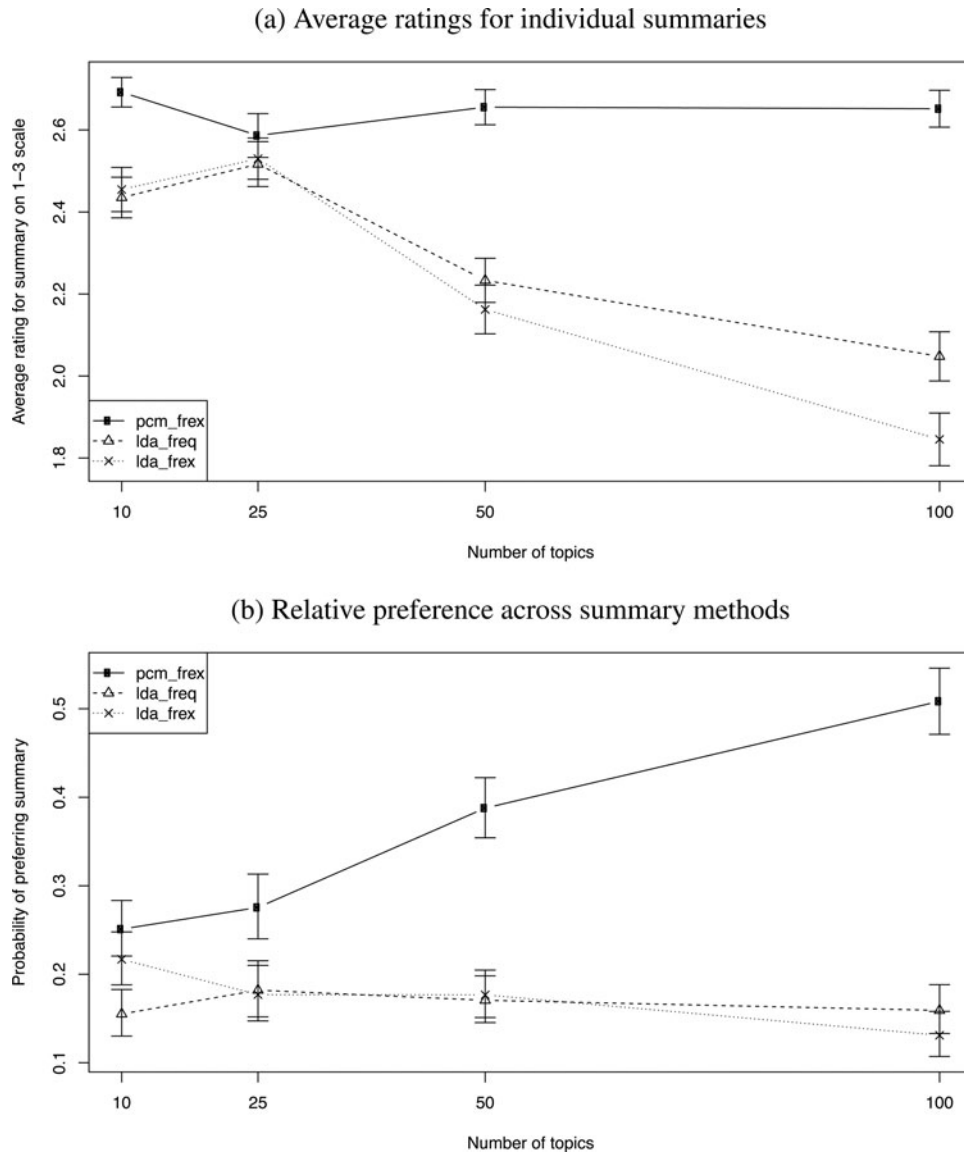 (a) Average ratings for individual summaries
Average rating for summary on 1−3 scale
2.6
2.4
2.2
2.0
1.8
pcm_frex
lda_freq
lda_frex
10
25
50
100
Number of topics
(b) Relative preference across summary methods
Probability of preferring summary
pcm_frex
lda_freq
lda_frex
0.5
0.4
0.3
0.2
0.1
10
25
50
100
Number of topics